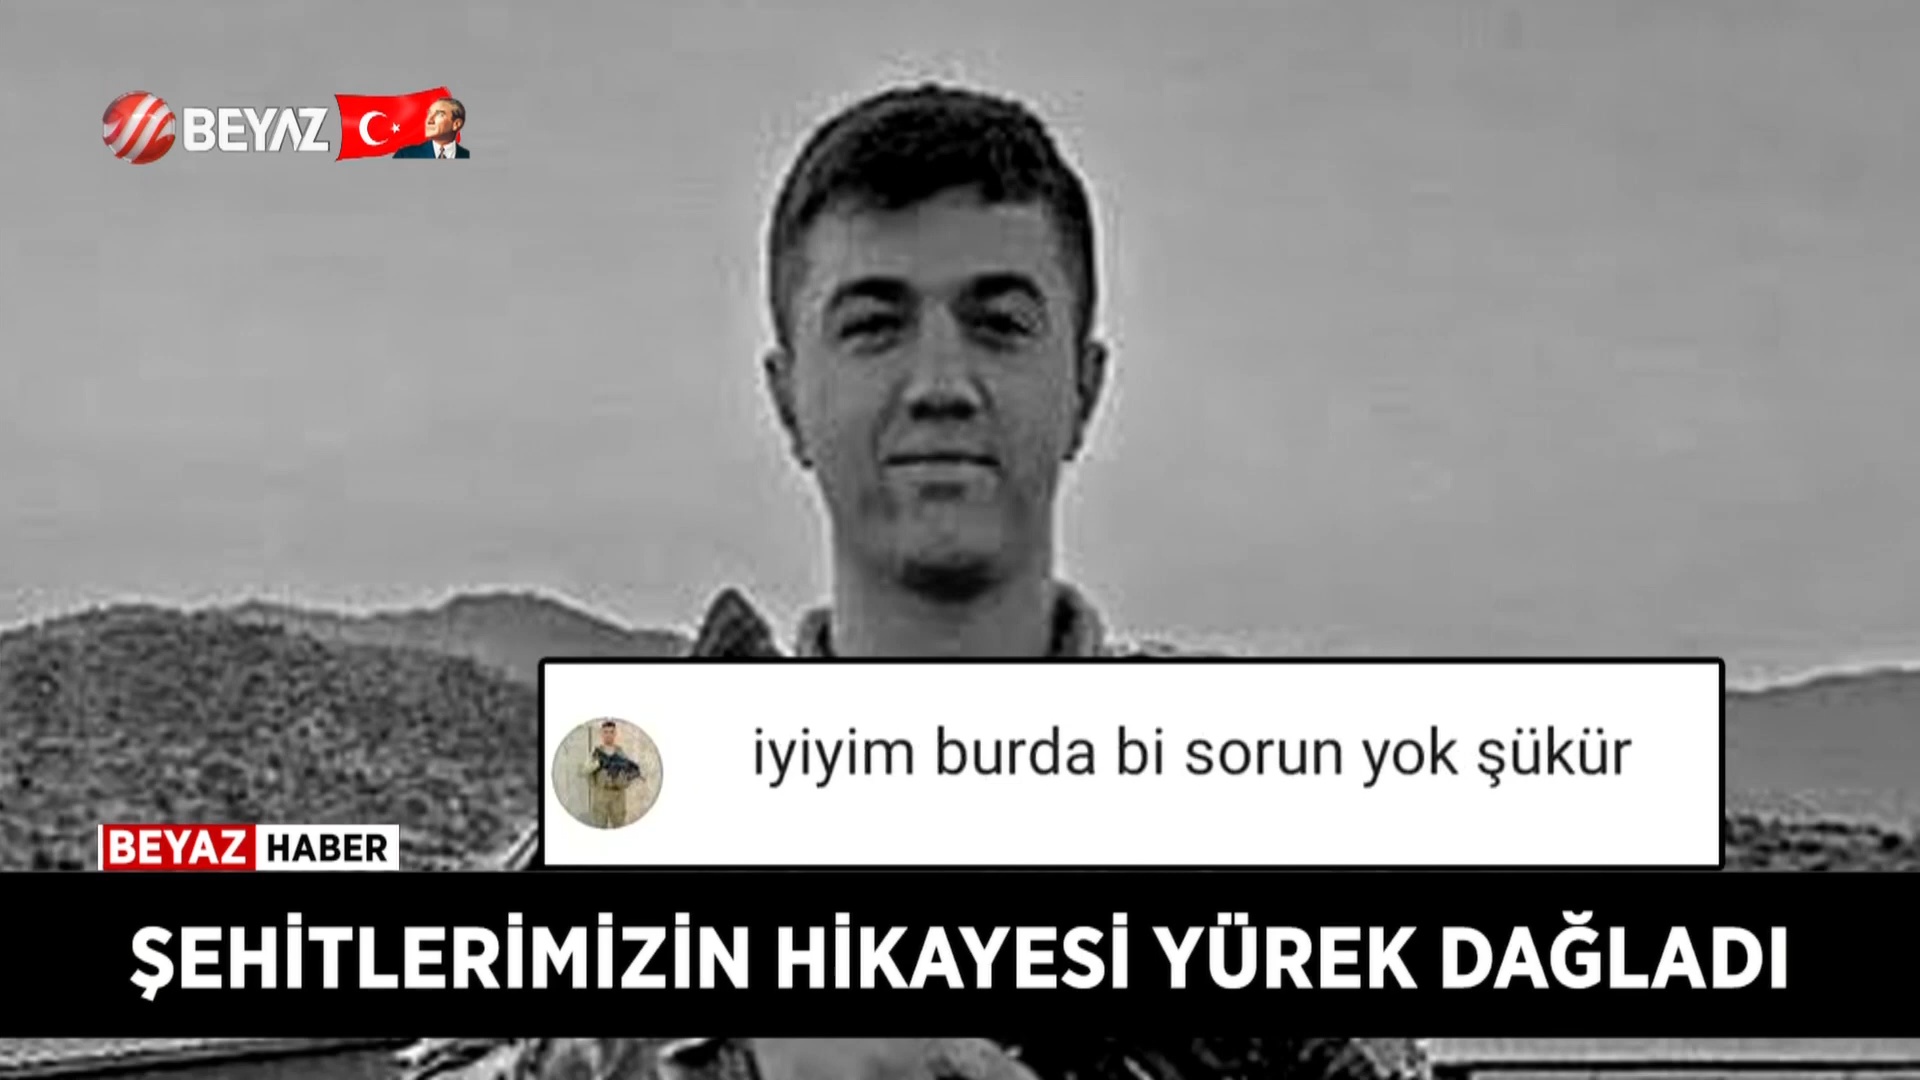 BEYAZ
iyiyim burda bi sorun yok şükür
BEYAZ HABER
ŞEHİTLERİMİZİN HİKAYESİ YÜREK DAĞLADI